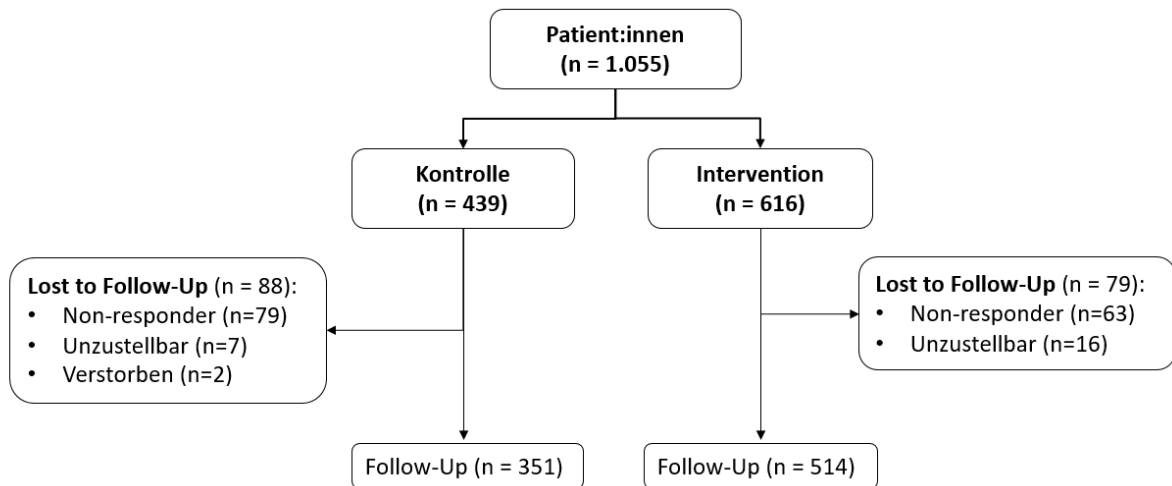 Patient:innen
(n = 1.055)
Kontrolle
(n = 439)
Intervention
(n = 616)
Lost to Follow-Up (n = 88):
• Non-responder (n=79)
• Unzustellbar (n=7)
• Verstorben (n=2)
Lost to Follow-Up (n = 79):
• Non-responder (n=63)
• Unzustellbar (n=16)
Follow-Up (n = 351)
Follow-Up (n = 514)